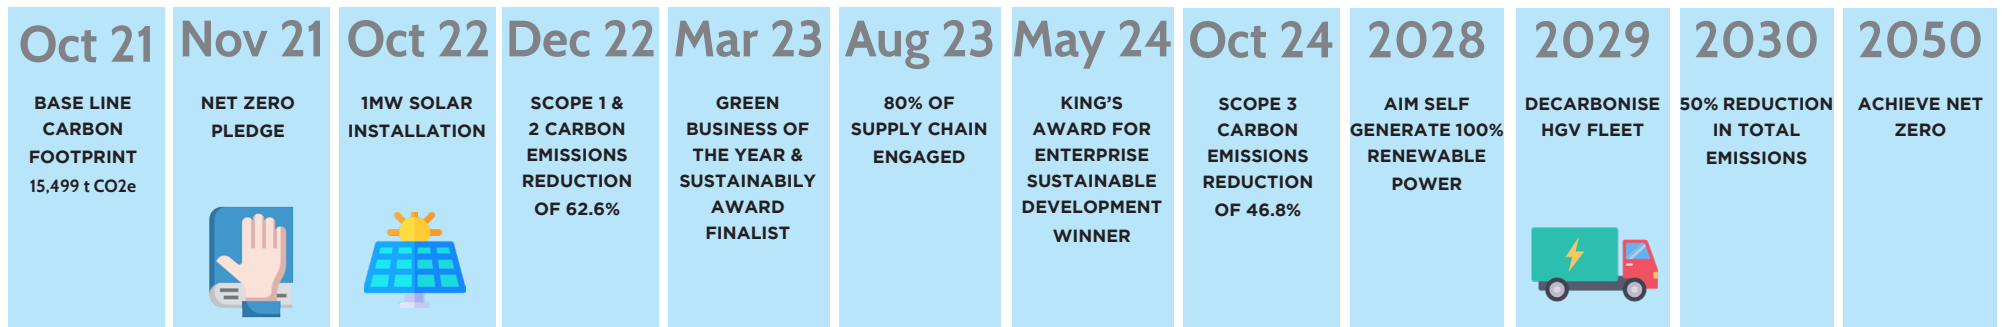 Oct 21
BASE LINE
CARBON
FOOTPRINT
15,499 t CO2e
Nov 21
NET ZERO
PLEDGE
Oct 22
1MW SOLAR
INSTALLATION
Dec 22
SCOPE 1 &
2 CARBON
EMISSIONS
REDUCTION
OF 62.6%
Mar 23
GREEN
BUSINESS OF
THE YEAR &
SUSTAINABILY
AWARD
FINALIST
Aug 23
80% OF
SUPPLY CHAIN
ENGAGED
May 24
KING'S
AWARD FOR
ENTERPRISE
SUSTAINABLE
DEVELOPMENT
WINNER
Oct 24
SCOPE 3
CARBON
EMISSIONS
REDUCTION
OF 46.8%
2028
AIM SELF
GENERATE 100%
RENEWABLE
POWER
2029
DECARBONISE
HGV FLEET
2030
50% REDUCTION
IN TOTAL
EMISSIONS
2050
ACHIEVE NET
ZERO